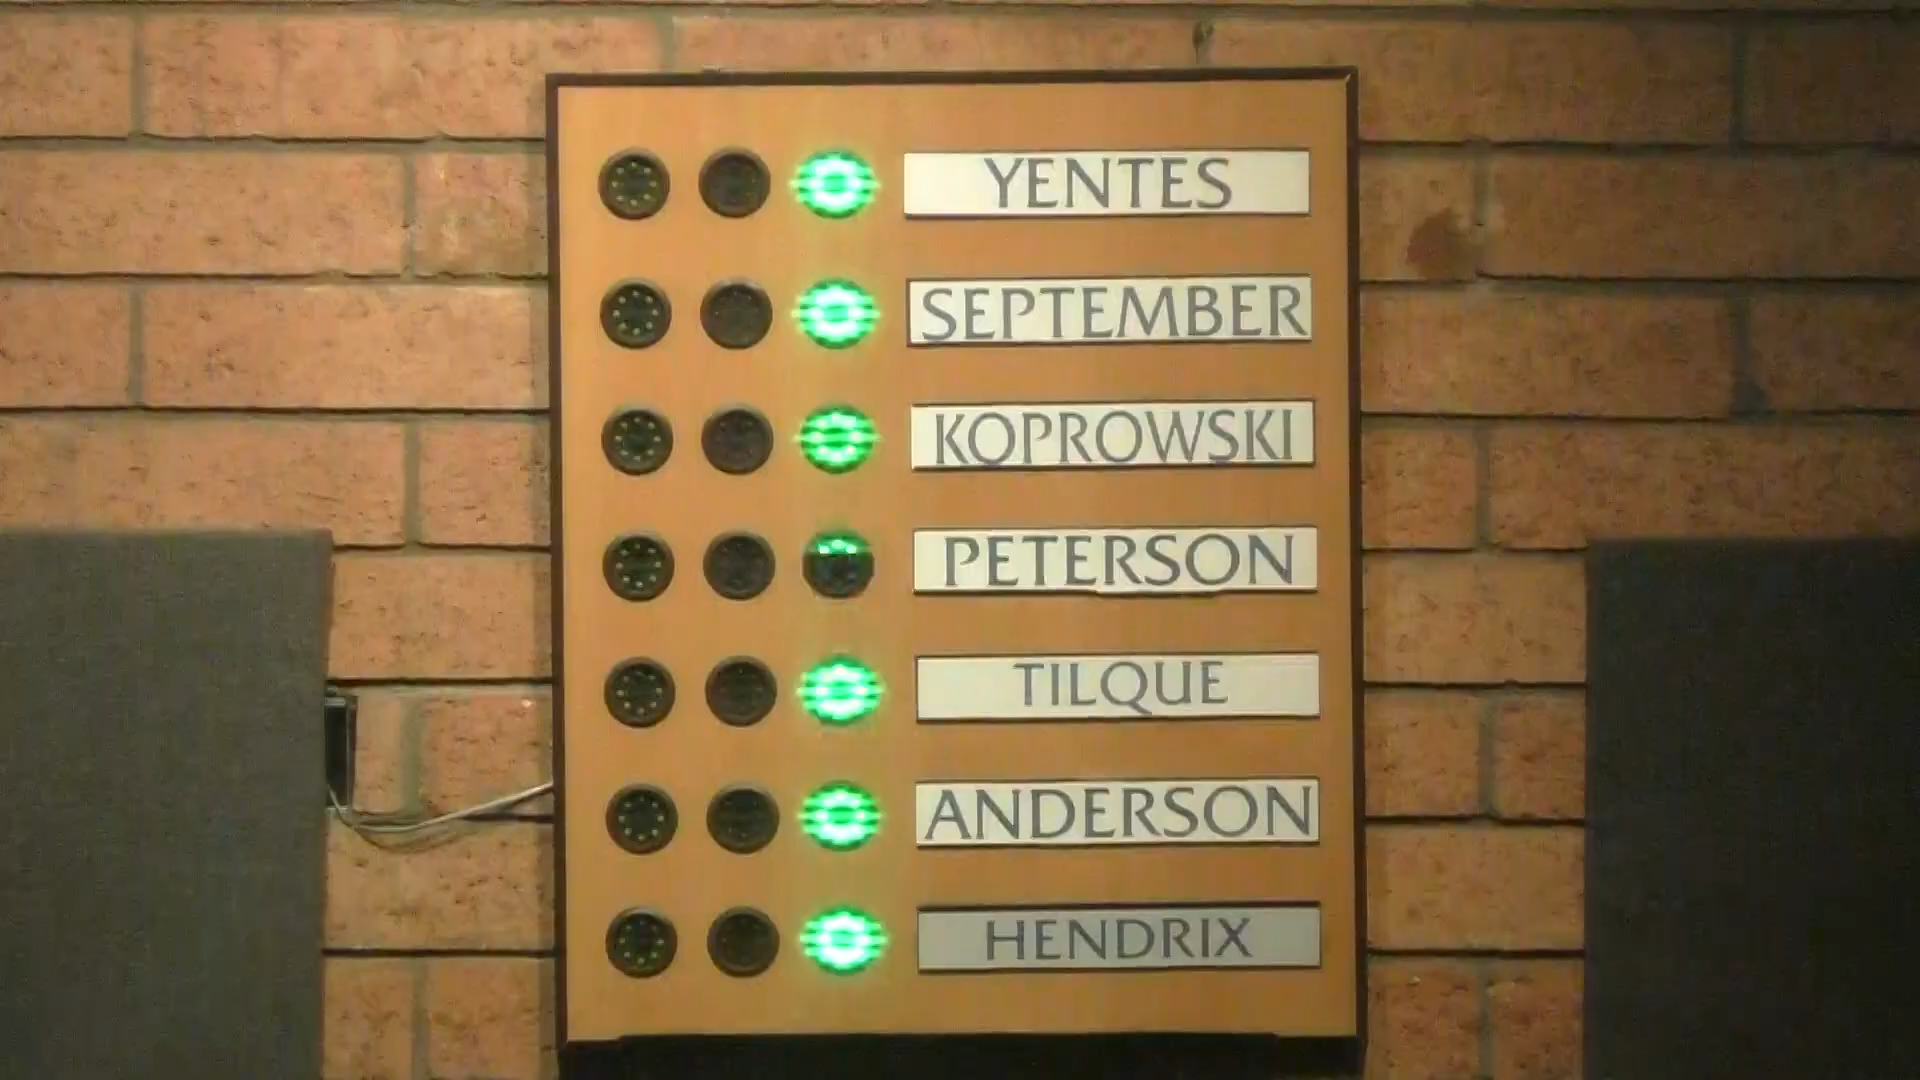 YENTES
SEPTEMBER
KOPROWSKI
PETERSON
TILQUE
ANDERSON
HENDRIX